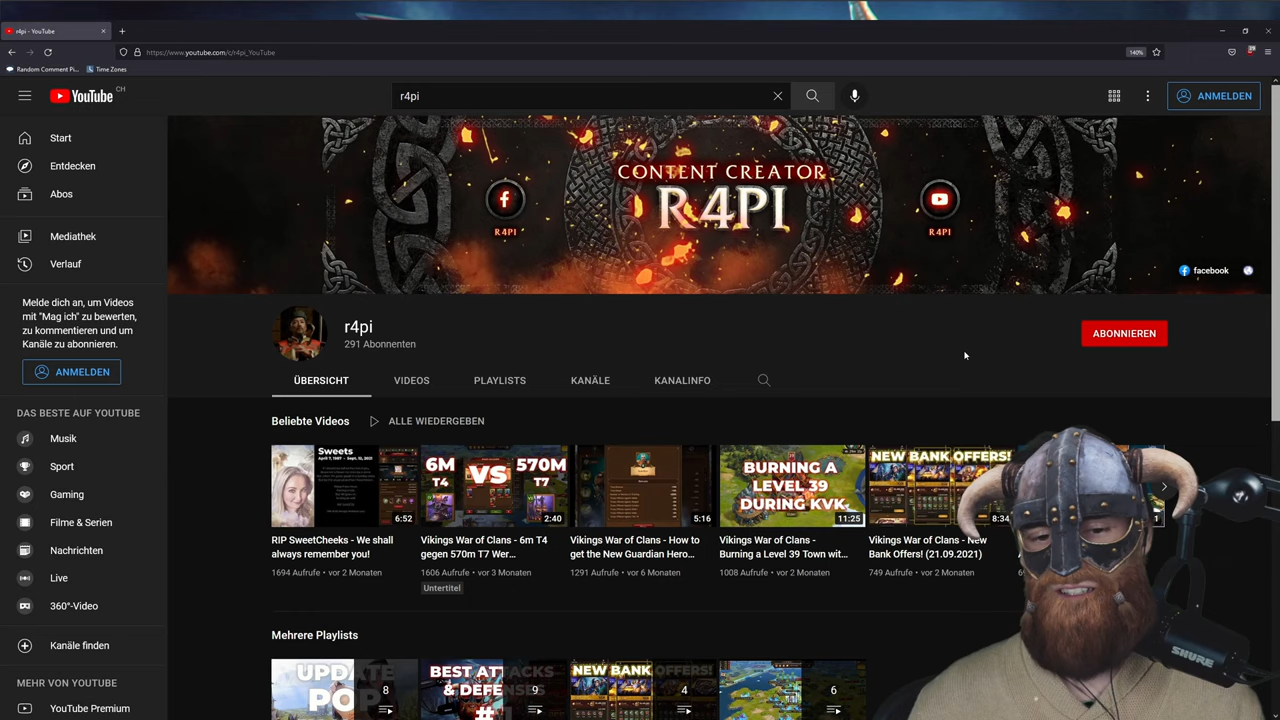 r4pi - YouTube
https://www.youtube.com/c/r4pi_YouTube
140%
Random Comment Pi...
Time Zones
YouTube
CH
r4pi
ANMELDEN
Start
Entdecken
Abos
Mediathek
Verlauf
Melde dich an, um Videos
mit "Mag ich" zu bewerten,
zu kommentieren und um
Kanäle zu abonnieren.
ANMELDEN
DAS BESTE AUF YOUTUBE
Musik
Sport
Gaming
Filme & Serien
Nachrichten
Live
360°-Video
Kanäle finden
MEHR VON YOUTUBE
YouTube Premium
CONTENT CREATOR
R4PI
R4PI
R4PI
facebook
r4pi
291 Abonnenten
ABONNIEREN
ÜBERSICHT
VIDEOS
PLAYLISTS
KANÄLE
KANALINFO
Beliebte Videos
ALLE WIEDERGEBEN
Sweets
6:52
6M
T4
VS
570M
T7
2:40
5:16
BURNING A
LEVEL 39
DURING KVK
11:25
NEW BANK OFFERS!
8:34
RIP SweetCheeks - We shall
always remember you!
1694 Aufrufe • vor 2 Monaten
Vikings War of Clans - 6m T4
gegen 570m T7 Wer...
1606 Aufrufe • vor 3 Monaten
Untertitel
Vikings War of Clans - How to
get the New Guardian Hero...
1291 Aufrufe • vor 6 Monaten
Vikings War of Clans -
Burning a Level 39 Town wit...
1008 Aufrufe • vor 2 Monaten
Vikings War of Clans - New
Bank Offers! (21.09.2021)
749 Aufrufe • vor 2 Monaten
Mehrere Playlists
8
BEST ATTACKS
9
NEW BANK OFFERS!
4
6
SHURE